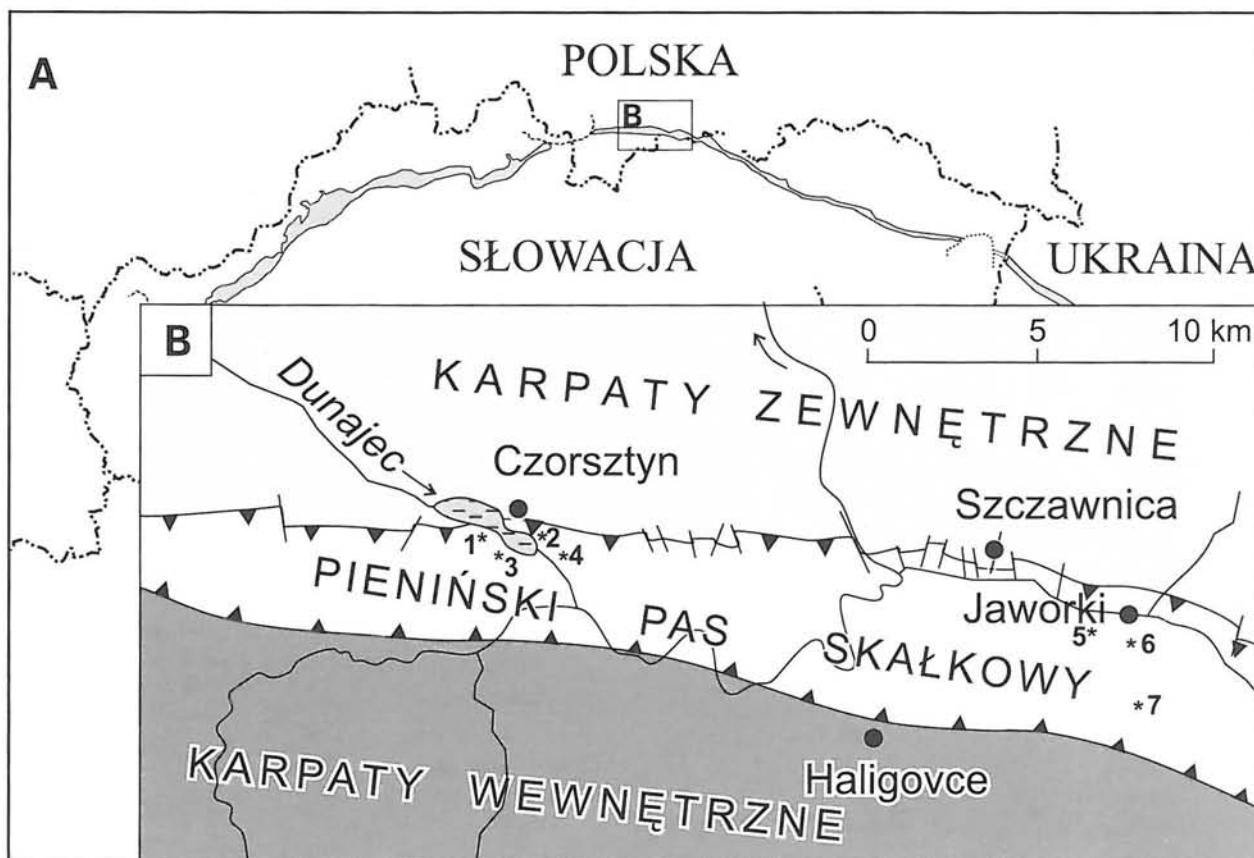 A
POLSKA
B
SŁOWACJA
UKRAINA
B
0 5 10 km
KARPATY ZEWNĘTRZNE
Dunajec
Czorsztyn
Szczawnica
1* *2
*3 *4
PIENIŃSKI PAS SKAŁKOWY
Jaworki
5* *6
*7
Haligovce
KARPATY WEWNĘTRZNE